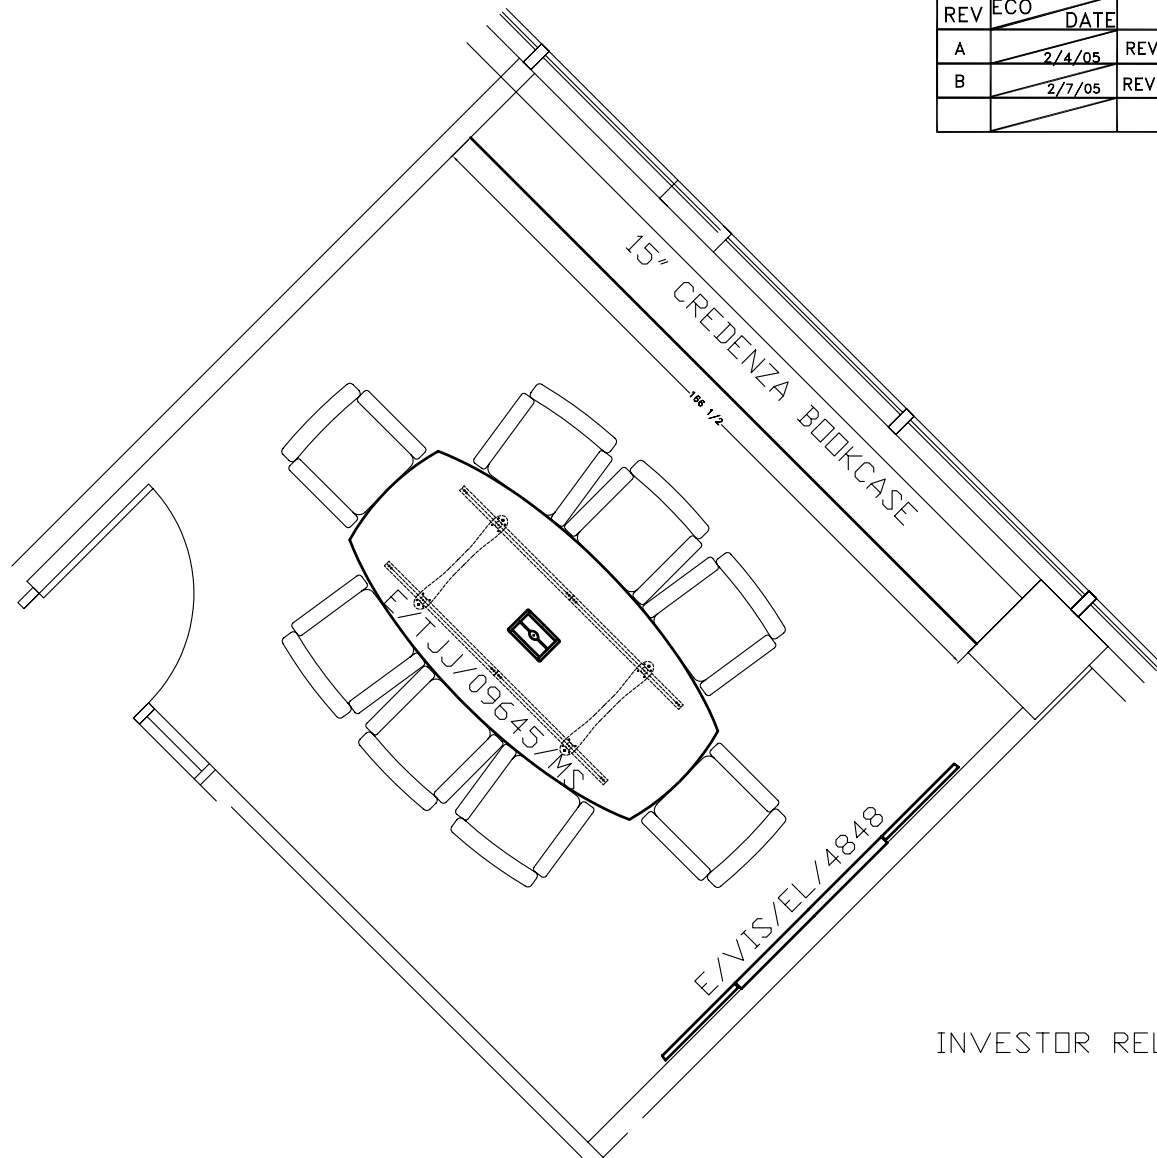 REV ECO DATE
A 2/4/05 REV
B 2/7/05 REV
15" CREDENZA BOOKCASE
166 1/2
E/TJJ/09645/MS
E/VIS/EL/4848
INVESTOR REL